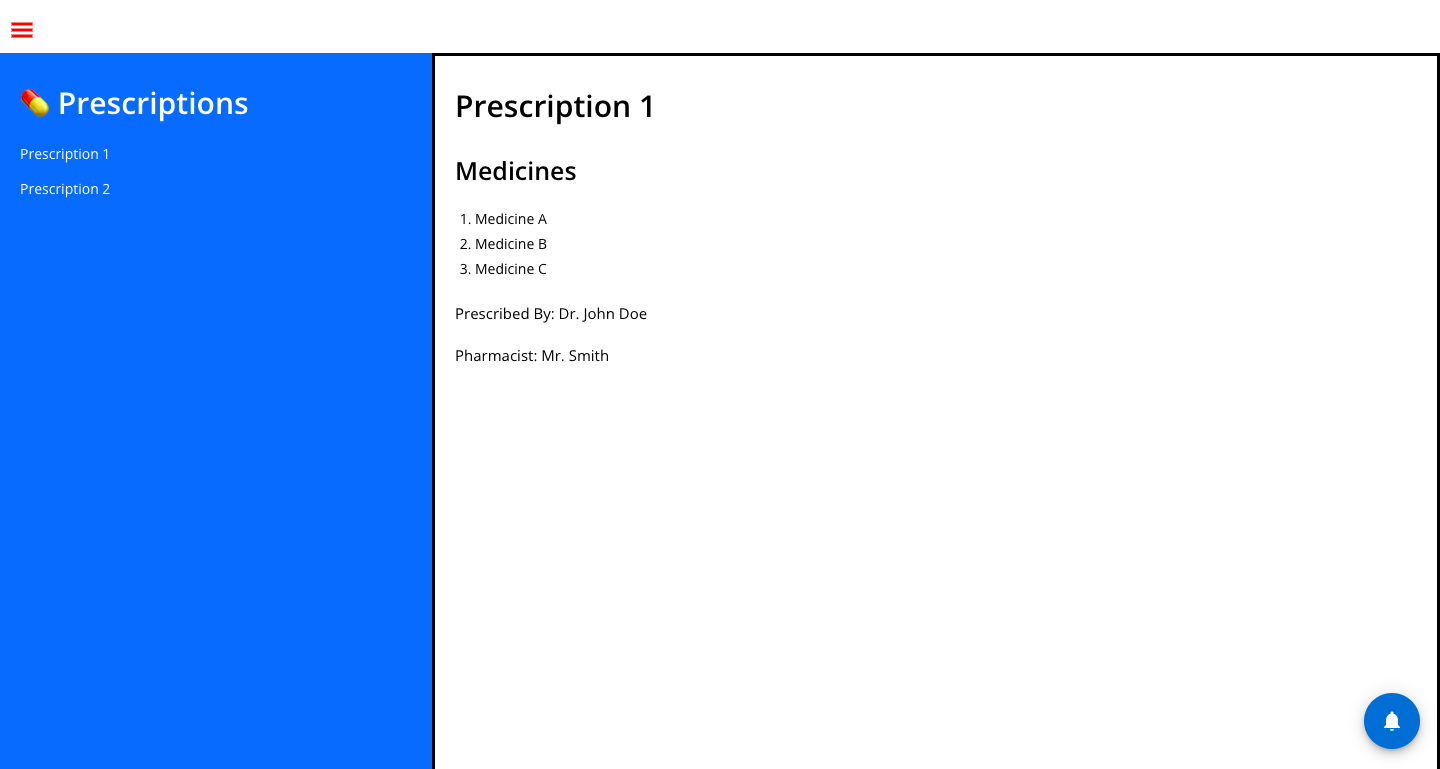 💊 Prescriptions
Prescription 1
Prescription 2
Prescription 1
Medicines
1. Medicine A
2. Medicine B
3. Medicine C
Prescribed By: Dr. John Doe
Pharmacist: Mr. Smith